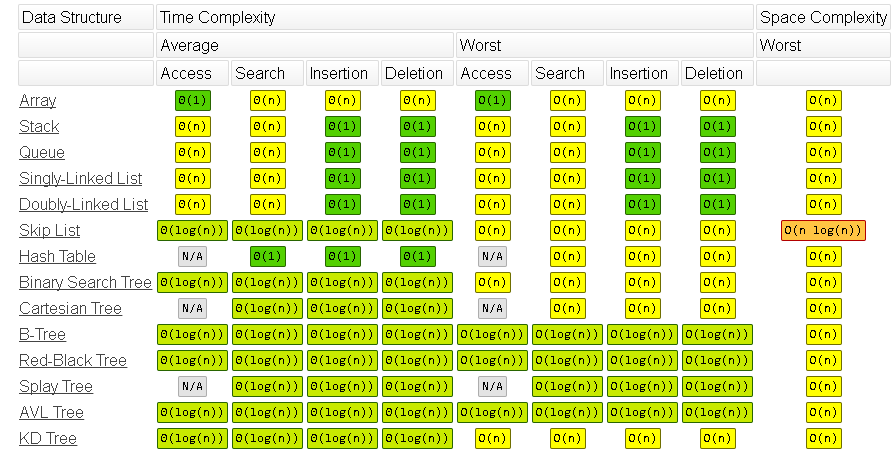 Data Structure Time Complexity Space Complexity
Average Worst Worst
Access Search Insertion Deletion Access Search Insertion Deletion
Array Θ(1) Θ(n) Θ(n) Θ(n) O(1) O(n) O(n) O(n) O(n)
Stack Θ(n) Θ(n) Θ(1) Θ(1) O(n) O(n) O(1) O(1) O(n)
Queue Θ(n) Θ(n) Θ(1) Θ(1) O(n) O(n) O(1) O(1) O(n)
Singly-Linked List Θ(n) Θ(n) Θ(1) Θ(1) O(n) O(n) O(1) O(1) O(n)
Doubly-Linked List Θ(n) Θ(n) Θ(1) Θ(1) O(n) O(n) O(1) O(1) O(n)
Skip List Θ(log(n)) Θ(log(n)) Θ(log(n)) Θ(log(n)) O(n) O(n) O(n) O(n) O(n log(n))
Hash Table N/A Θ(1) Θ(1) Θ(1) N/A O(n) O(n) O(n) O(n)
Binary Search Tree Θ(log(n)) Θ(log(n)) Θ(log(n)) Θ(log(n)) O(n) O(n) O(n) O(n) O(n)
Cartesian Tree N/A Θ(log(n)) Θ(log(n)) Θ(log(n)) N/A O(n) O(n) O(n) O(n)
B-Tree Θ(log(n)) Θ(log(n)) Θ(log(n)) Θ(log(n)) O(log(n)) O(log(n)) O(log(n)) O(log(n)) O(n)
Red-Black Tree Θ(log(n)) Θ(log(n)) Θ(log(n)) Θ(log(n)) O(log(n)) O(log(n)) O(log(n)) O(log(n)) O(n)
Splay Tree N/A Θ(log(n)) Θ(log(n)) Θ(log(n)) N/A O(log(n)) O(log(n)) O(log(n)) O(n)
AVL Tree Θ(log(n)) Θ(log(n)) Θ(log(n)) Θ(log(n)) O(log(n)) O(log(n)) O(log(n)) O(log(n)) O(n)
KD Tree Θ(log(n)) Θ(log(n)) Θ(log(n)) Θ(log(n)) O(n) O(n) O(n) O(n) O(n)